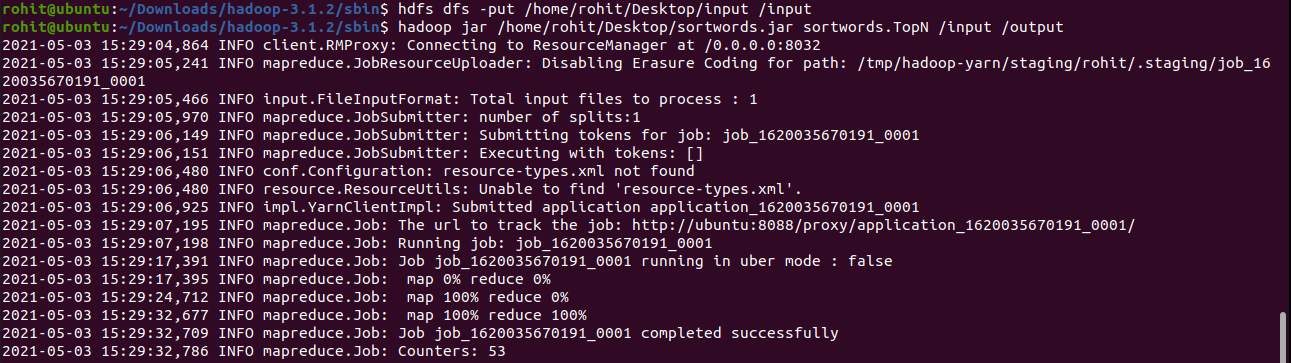 rohit@ubuntu:~/Downloads/hadoop-3.1.2/sbin$ hdfs dfs -put /home/rohit/Desktop/input /input
rohit@ubuntu:~/Downloads/hadoop-3.1.2/sbin$ hadoop jar /home/rohit/Desktop/sortwords.jar sortwords.TopN /input /output
2021-05-03 15:29:04,864 INFO client.RMProxy: Connecting to ResourceManager at /0.0.0.0:8032
2021-05-03 15:29:05,241 INFO mapreduce.JobResourceUploader: Disabling Erasure Coding for path: /tmp/hadoop-yarn/staging/rohit/.staging/job_16
20035670191_0001
2021-05-03 15:29:05,466 INFO input.FileInputFormat: Total input files to process : 1
2021-05-03 15:29:05,970 INFO mapreduce.JobSubmitter: number of splits:1
2021-05-03 15:29:06,149 INFO mapreduce.JobSubmitter: Submitting tokens for job: job_1620035670191_0001
2021-05-03 15:29:06,151 INFO mapreduce.JobSubmitter: Executing with tokens: []
2021-05-03 15:29:06,480 INFO conf.Configuration: resource-types.xml not found
2021-05-03 15:29:06,480 INFO resource.ResourceUtils: Unable to find 'resource-types.xml'.
2021-05-03 15:29:06,925 INFO impl.YarnClientImpl: Submitted application application_1620035670191_0001
2021-05-03 15:29:07,195 INFO mapreduce.Job: The url to track the job: http://ubuntu:8088/proxy/application_1620035670191_0001/
2021-05-03 15:29:07,198 INFO mapreduce.Job: Running job: job_1620035670191_0001
2021-05-03 15:29:17,391 INFO mapreduce.Job: Job job_1620035670191_0001 running in uber mode : false
2021-05-03 15:29:17,395 INFO mapreduce.Job:  map 0% reduce 0%
2021-05-03 15:29:24,712 INFO mapreduce.Job:  map 100% reduce 0%
2021-05-03 15:29:32,677 INFO mapreduce.Job:  map 100% reduce 100%
2021-05-03 15:29:32,709 INFO mapreduce.Job: Job job_1620035670191_0001 completed successfully
2021-05-03 15:29:32,786 INFO mapreduce.Job: Counters: 53